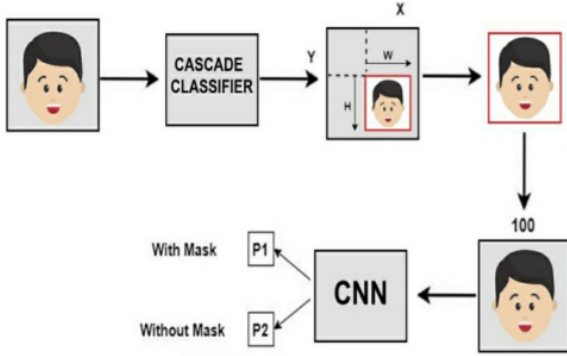 X
CASCADE
CLASSIFIER
Y
W
H
100
With Mask
P1
CNN
Without Mask
P2